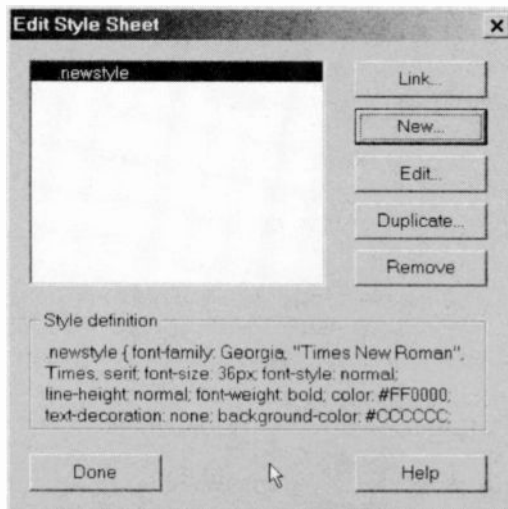 Edit Style Sheet
.newstyle
Link...
New...
Edit...
Duplicate...
Remove
Style definition
.newstyle { font-family: Georgia, "Times New Roman",
Times, serif; font-size: 36px; font-style: normal;
line-height: normal; font-weight: bold; color: #FF0000;
text-decoration: none; background-color: #CCCCCC;
Done
Help